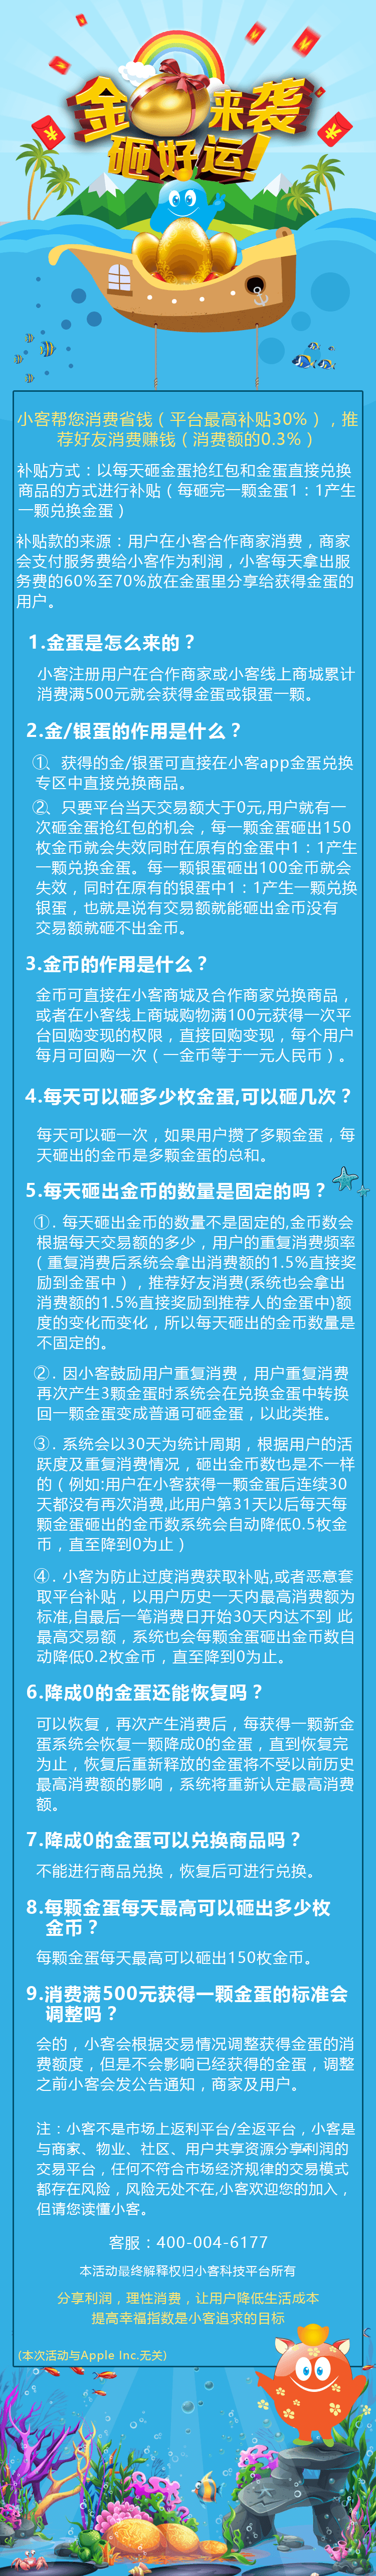 金蛋来袭
砸好运!
小客帮您消费省钱（平台最高补贴30%），推
荐好友消费赚钱（消费额的0.3%）
补贴方式：以每天砸金蛋抢红包和金蛋直接兑换
商品的方式进行补贴（每砸完一颗金蛋1：1产生
一颗兑换金蛋）
补贴款的来源：用户在小客合作商家消费，商家
会支付服务费给小客作为利润，小客每天拿出服
务费的60%至70%放在金蛋里分享给获得金蛋的
用户。
1.金蛋是怎么来的？
小客注册用户在合作商家或小客线上商城累计
消费满500元就会获得金蛋或银蛋一颗。
2.金/银蛋的作用是什么？
①、获得的金/银蛋可直接在小客app金蛋兑换
专区中直接兑换商品。
②、只要平台当天交易额大于0元,用户就有一
次砸金蛋抢红包的机会，每一颗金蛋砸出150
枚金币就会失效同时在原有的金蛋中1：1产生
一颗兑换金蛋。每一颗银蛋砸出100金币就会
失效，同时在原有的银蛋中1：1产生一颗兑换
银蛋，也就是说有交易额就能砸出金币没有
交易额就砸不出金币。
3.金币的作用是什么？
金币可直接在小客商城及合作商家兑换商品，
或者在小客线上商城购物满100元获得一次平
台回购变现的权限，直接回购变现，每个用户
每月可回购一次（一金币等于一元人民币）。
4.每天可以砸多少枚金蛋,可以砸几次？
每天可以砸一次，如果用户攒了多颗金蛋，每
天砸出的金币是多颗金蛋的总和。
5.每天砸出金币的数量是固定的吗？
①. 每天砸出金币的数量不是固定的,金币数会
根据每天交易额的多少，用户的重复消费频率
（重复消费后系统会拿出消费额的1.5%直接奖
励到金蛋中），推荐好友消费(系统也会拿出
消费额的1.5%直接奖励到推荐人的金蛋中)额
度的变化而变化，所以每天砸出的金币数量是
不固定的。
②. 因小客鼓励用户重复消费，用户重复消费
再次产生3颗金蛋时系统会在兑换金蛋中转换
回一颗金蛋变成普通可砸金蛋，以此类推。
③. 系统会以30天为统计周期，根据用户的活
跃度及重复消费情况，砸出金币数也是不一样
的（例如:用户在小客获得一颗金蛋后连续30
天都没有再次消费,此用户第31天以后每天每
颗金蛋砸出的金币数系统会自动降低0.5枚金
币，直至降到0为止）
④. 小客为防止过度消费获取补贴,或者恶意套
取平台补贴，以用户历史一天内最高消费额为
标准,自最后一笔消费日开始30天内达不到 此
最高交易额，系统也会每颗金蛋砸出金币数自
动降低0.2枚金币，直至降到0为止。
6.降成0的金蛋还能恢复吗？
可以恢复，再次产生消费后，每获得一颗新金
蛋系统会恢复一颗降成0的金蛋，直到恢复完
为止，恢复后重新释放的金蛋将不受以前历史
最高消费额的影响，系统将重新认定最高消费
额。
7.降成0的金蛋可以兑换商品吗？
不能进行商品兑换，恢复后可进行兑换。
8.每颗金蛋每天最高可以砸出多少枚
金币？
每颗金蛋每天最高可以砸出150枚金币。
9.消费满500元获得一颗金蛋的标准会
调整吗？
会的，小客会根据交易情况调整获得金蛋的消
费额度，但是不会影响已经获得的金蛋，调整
之前小客会发公告通知，商家及用户。
注：小客不是市场上返利平台/全返平台，小客是
与商家、物业、社区、用户共享资源分享利润的
交易平台，任何不符合市场经济规律的交易模式
都存在风险，风险无处不在,小客欢迎您的加入，
但请您读懂小客。
客服：400-004-6177
本活动最终解释权归小客科技平台所有
分享利润，理性消费，让用户降低生活成本
提高幸福指数是小客追求的目标
(本次活动与Apple Inc.无关)